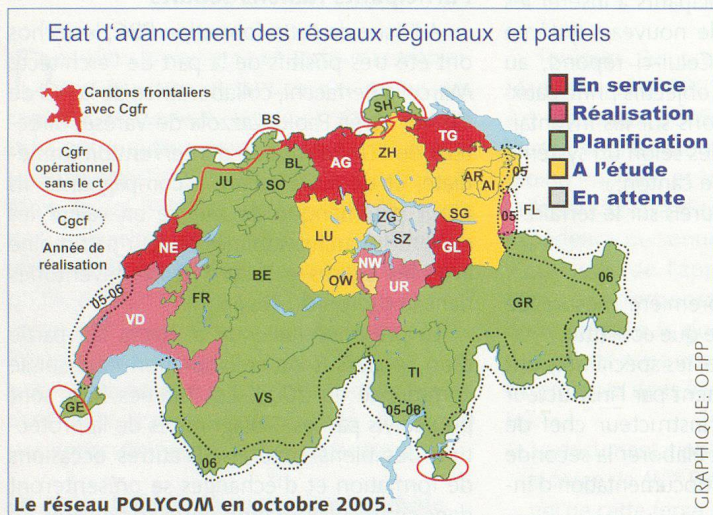 Etat d'avancement des réseaux régionaux et partiels
Cantons frontaliers
avec Cgfr
Cgfr
opérationnel
sans le ct
Cgcf
Année de
réalisation
En service
Réalisation
Planification
A l'étude
En attente
BS
SH
TG
AG
ZH
BL
JU
SO
AR
AI
05
05
FL
ZG
SG
LU
SZ
NE
GL
NW
BE
OW
UR
05-06
FR
VD
GR
06
TI
VS
05-06
GE
06
GRAPHIQUE OFPP
Le réseau POLYCOM en octobre 2005.